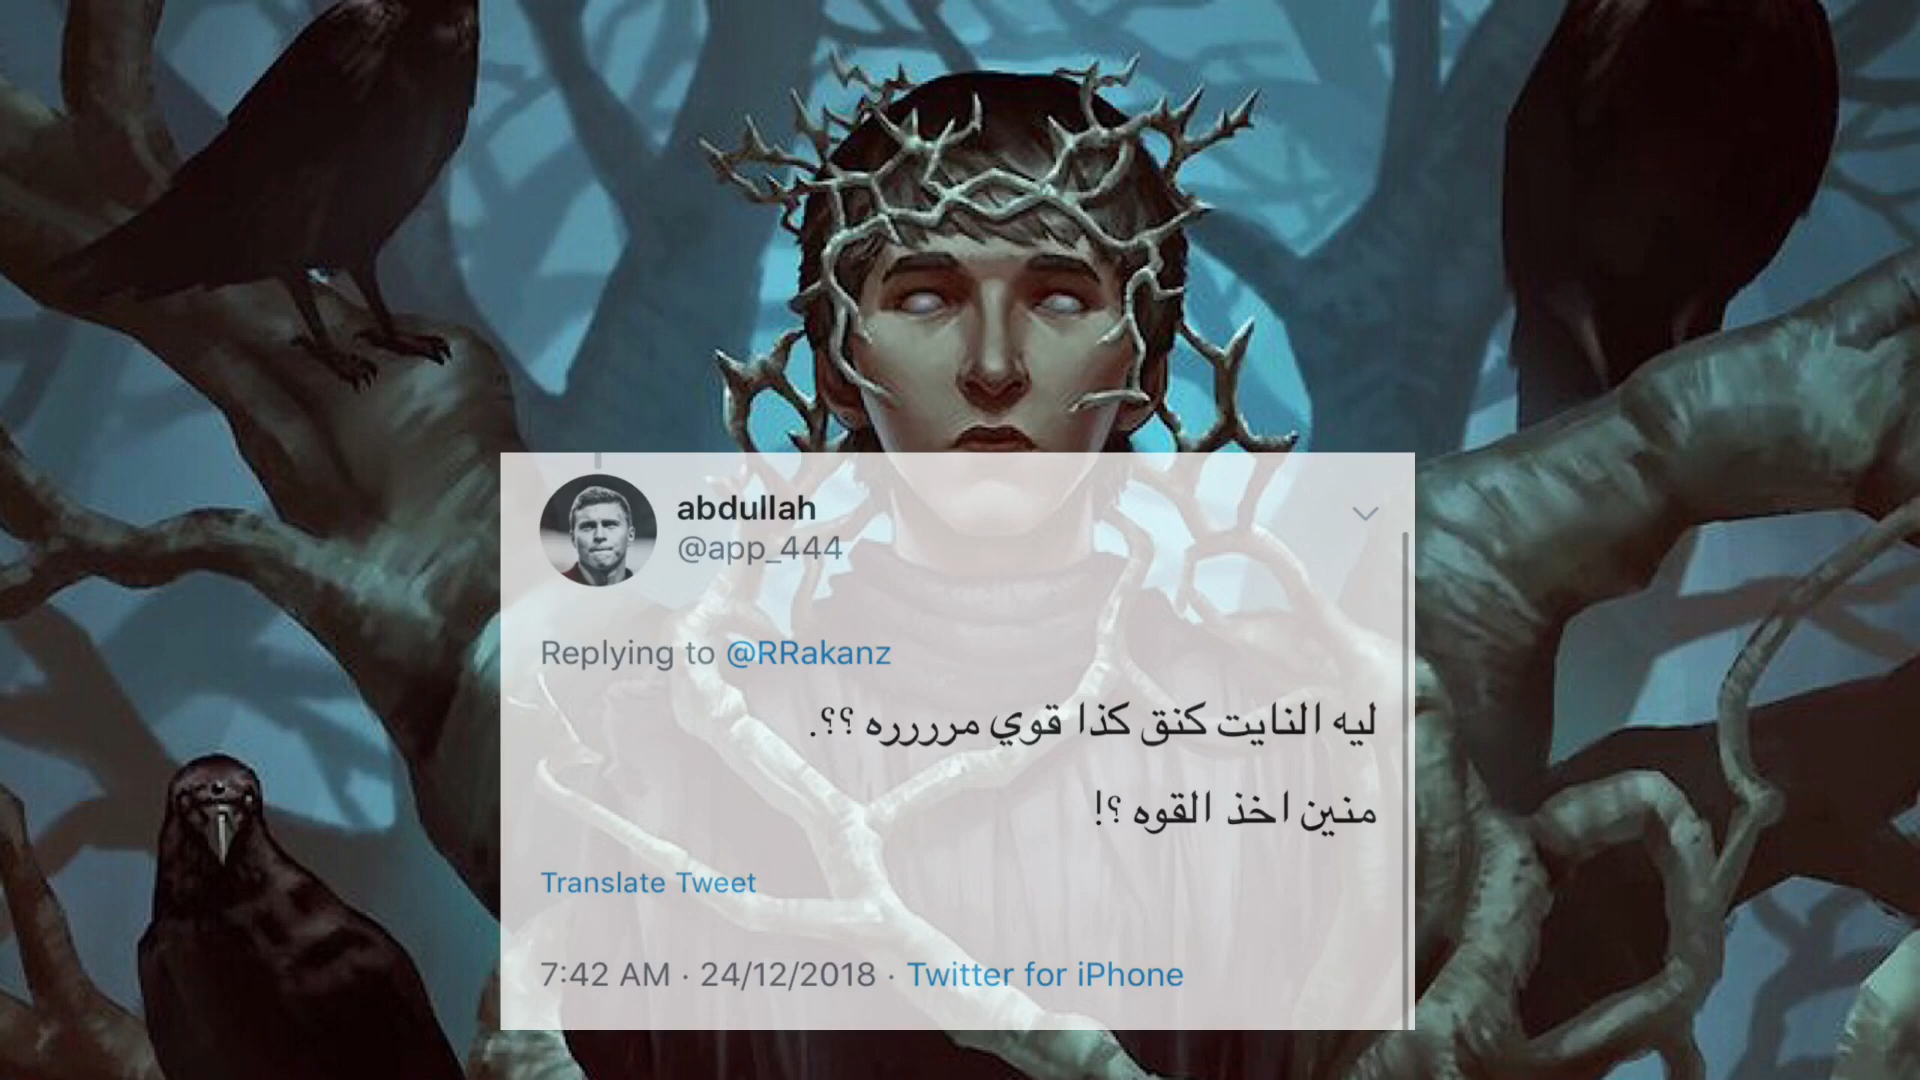 abdullah
@app_444
Replying to @RRakanz
ليه النايت كنق كذا قوي مرررره ؟؟.
منين اخذ القوه ؟!
Translate Tweet
7:42 AM · 24/12/2018 · Twitter for iPhone